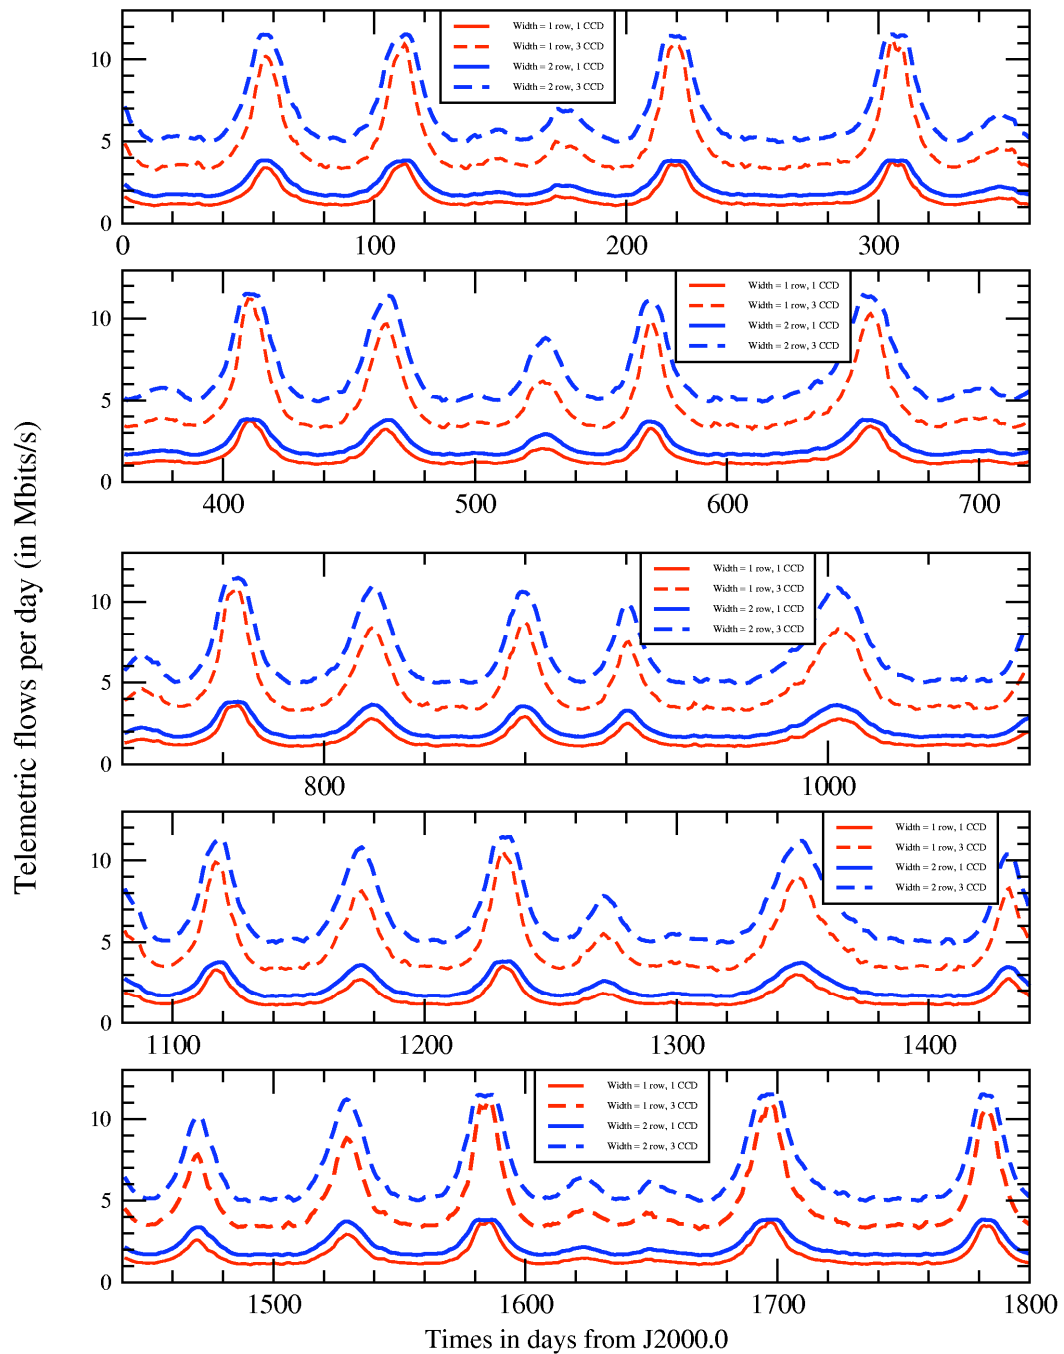 Telemetric flows per day (in Mbits/s)
Width = 1 row, 1 CCD
Width = 1 row, 3 CCD
Width = 2 row, 1 CCD
Width = 2 row, 3 CCD
10
5
0
0 100 200 300
Width = 1 row, 1 CCD
Width = 1 row, 3 CCD
Width = 2 row, 1 CCD
Width = 2 row, 3 CCD
10
5
0
400 500 600 700
Width = 1 row, 1 CCD
Width = 1 row, 3 CCD
Width = 2 row, 1 CCD
Width = 2 row, 3 CCD
10
5
0
800 1000
Width = 1 row, 1 CCD
Width = 1 row, 3 CCD
Width = 2 row, 1 CCD
Width = 2 row, 3 CCD
10
5
0
1100 1200 1300 1400
Width = 1 row, 1 CCD
Width = 1 row, 3 CCD
Width = 2 row, 1 CCD
Width = 2 row, 3 CCD
10
5
0
1500 1600 1700 1800
Times in days from J2000.0